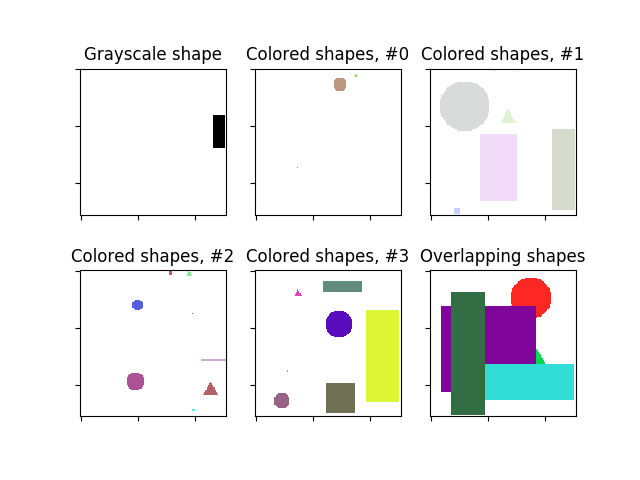 Grayscale shape
Colored shapes, #0
Colored shapes, #1
Colored shapes, #2
Colored shapes, #3
Overlapping shapes